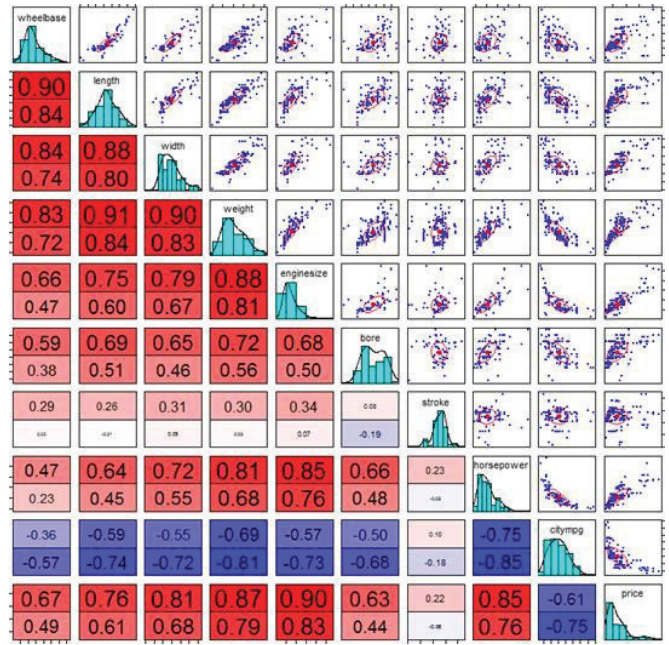 wheelbase
0.90
0.84
length
0.84 0.88
0.74 0.80
width
0.83 0.91 0.90
0.72 0.84 0.83
weight
0.66 0.75 0.79 0.88
0.47 0.60 0.67 0.81
enginesize
0.59 0.69 0.65 0.72 0.68
0.38 0.51 0.46 0.56 0.50
bore
0.29 0.26 0.31 0.30 0.34
0.07 -0.19
stroke
0.47 0.64 0.72 0.81 0.85 0.66 0.23
0.23 0.45 0.55 0.68 0.76 0.48
horsepower
-0.36 -0.59 -0.55 -0.69 -0.57 -0.50 0.10 -0.75
-0.57 -0.74 -0.72 -0.81 -0.73 -0.68 -0.18 -0.85
citympg
0.67 0.76 0.81 0.87 0.90 0.63 0.22 0.85 -0.61
0.49 0.61 0.68 0.79 0.83 0.44 0.76 -0.75
price